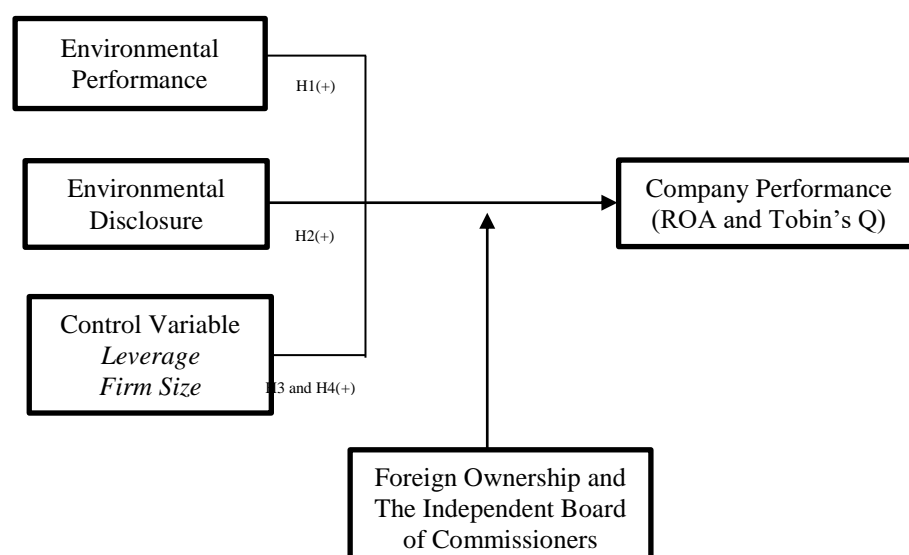 Environmental
Performance
H1(+)
Environmental
Disclosure
H2(+)
Company Performance
(ROA and Tobin's Q)
Control Variable
Leverage
Firm Size
H3 and H4(+)
Foreign Ownership and
The Independent Board
of Commissioners